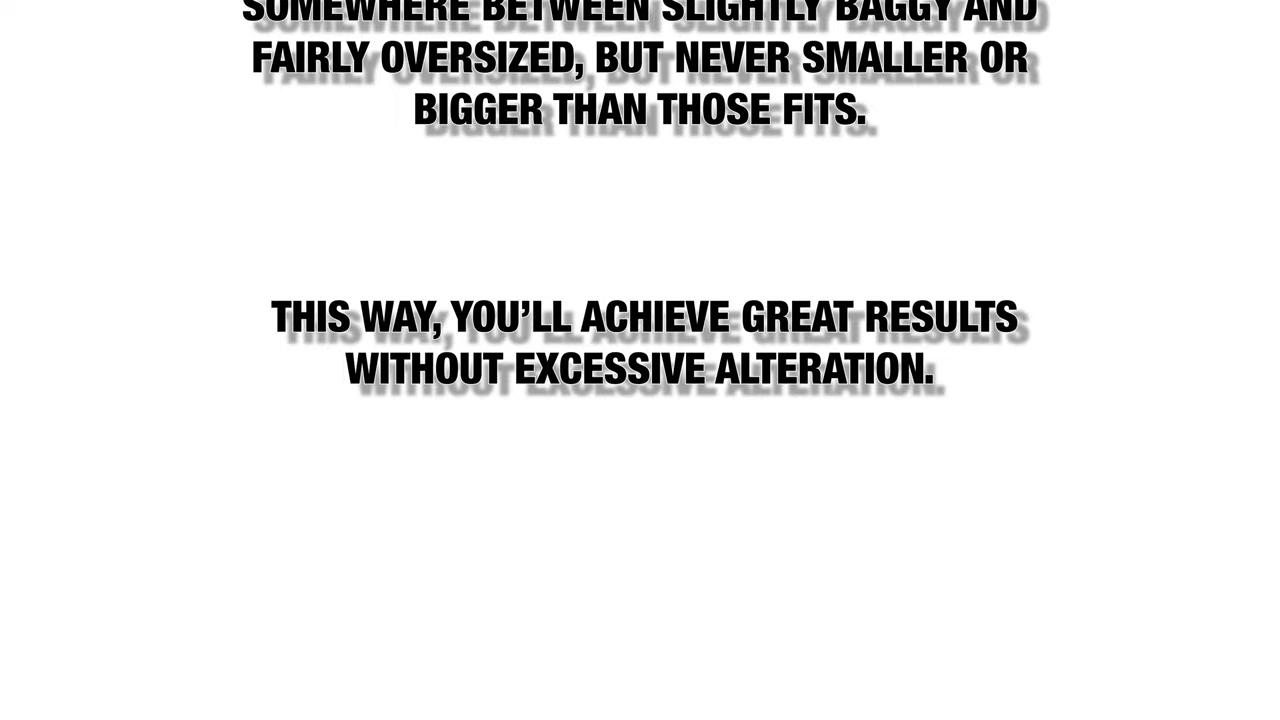 SOMEWHERE BETWEEN SLIGHTLY BAGGY AND
FAIRLY OVERSIZED, BUT NEVER SMALLER OR
BIGGER THAN THOSE FITS.
THIS WAY, YOU’LL ACHIEVE GREAT RESULTS
WITHOUT EXCESSIVE ALTERATION.